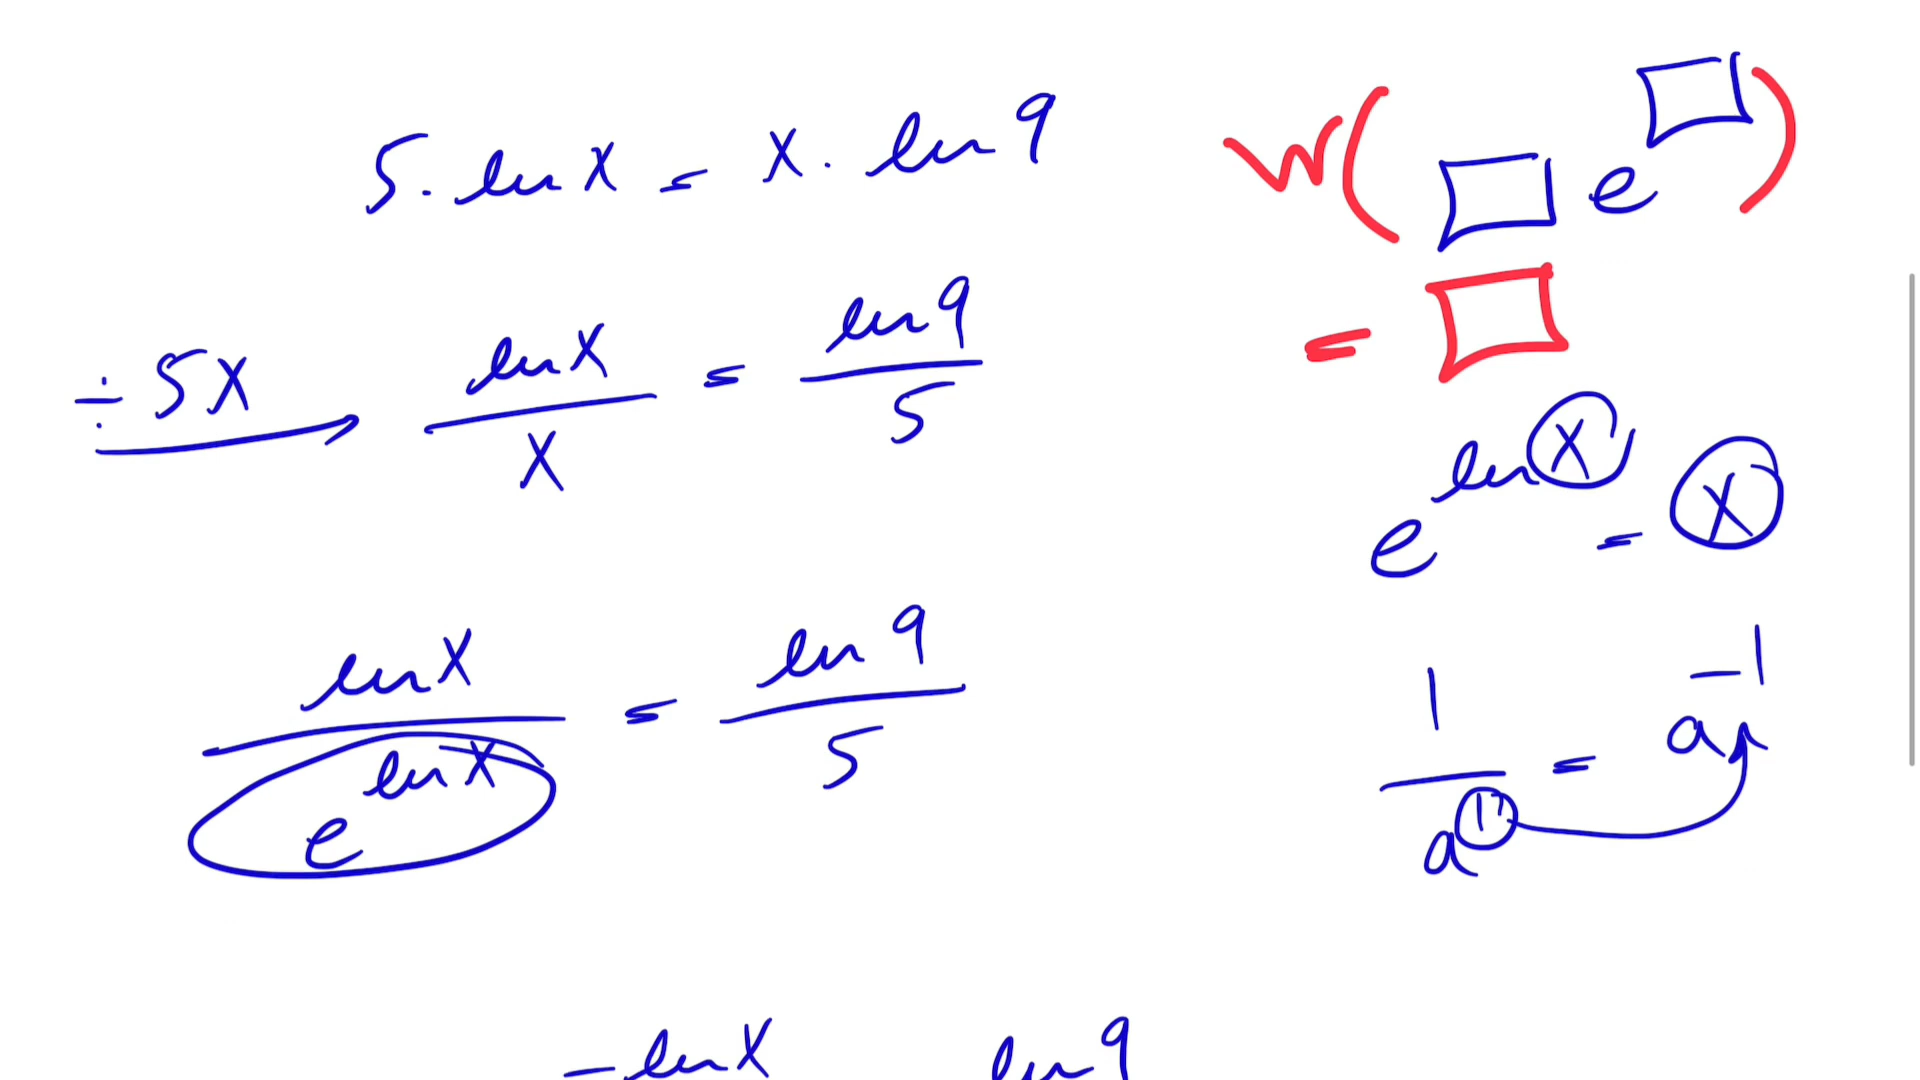 5 · ln x = x · ln 9
÷ 5x → ln x / x = ln 9 / 5
ln x / e^(ln x) = ln 9 / 5
- ln x ln 9
W( □ e^□ )
= □
e^(ln x) = x
1 / a^1 = a^-1